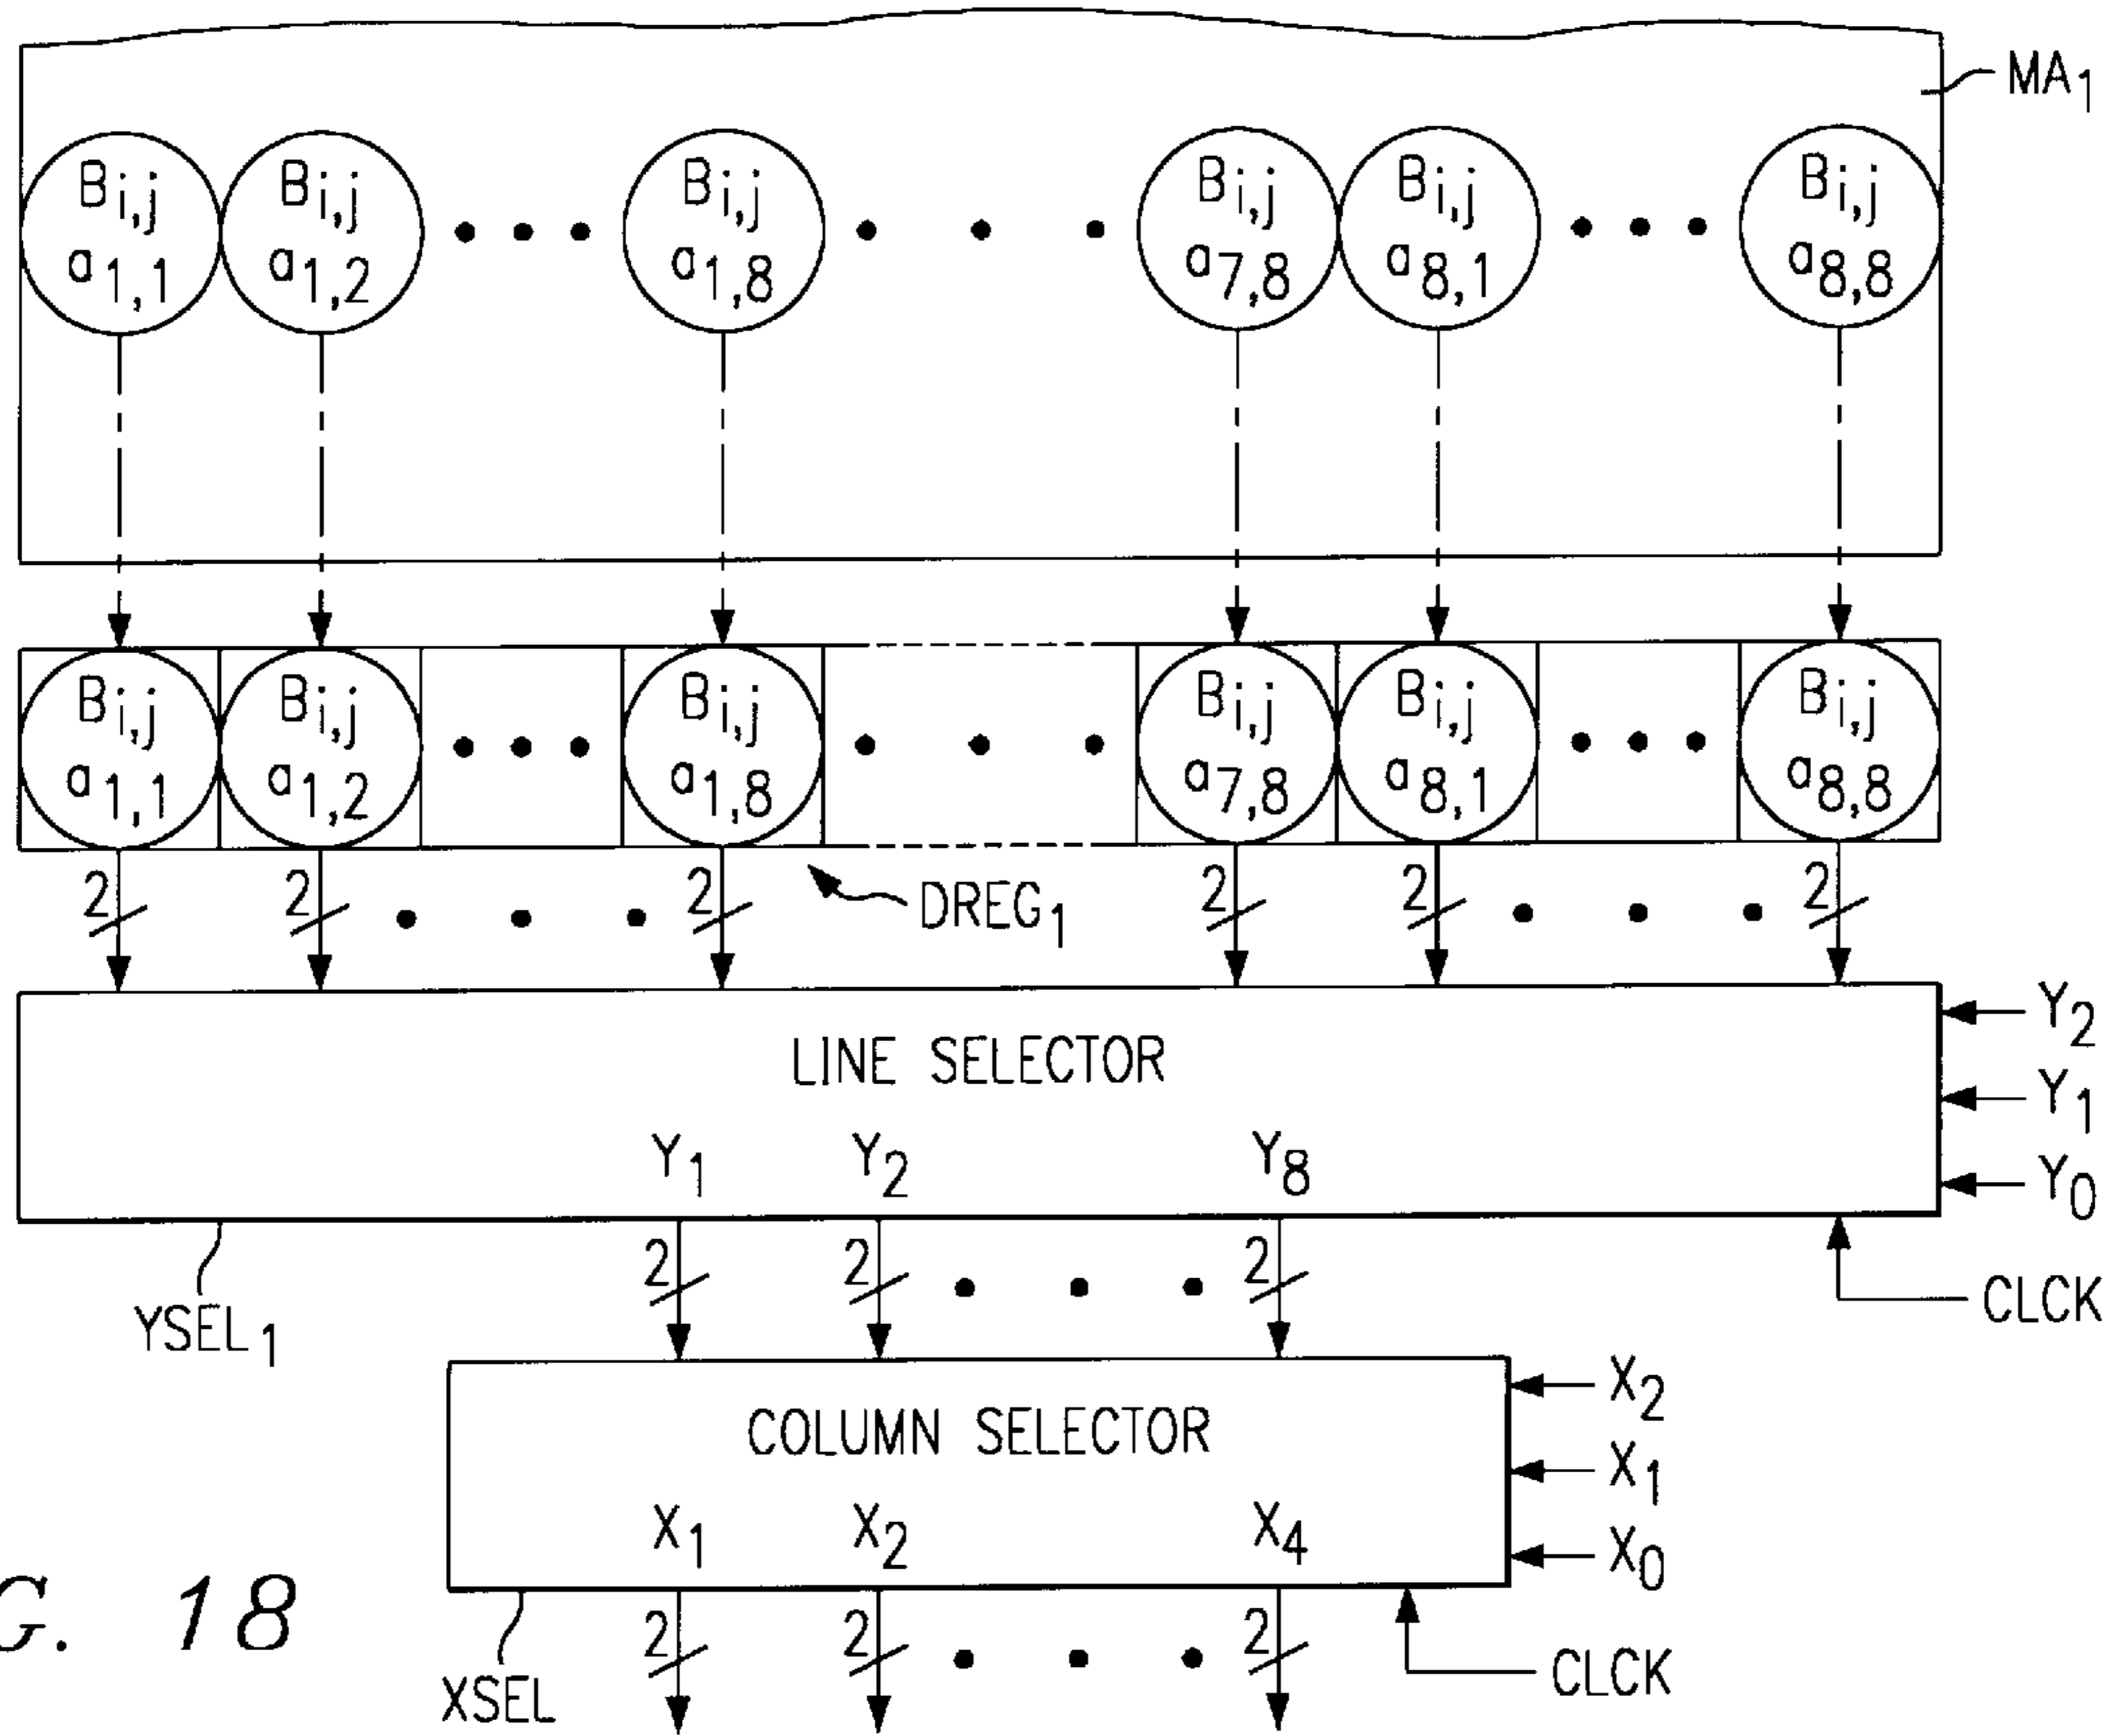 MA1
Bi,j Bi,j Bi,j Bi,j Bi,j Bi,j
a1,1 a1,2 a1,8 a7,8 a8,1 a8,8
Bi,j Bi,j Bi,j Bi,j Bi,j Bi,j
a1,1 a1,2 a1,8 a7,8 a8,1 a8,8
2 2 2 2 2 2
DREG1
Y2
LINE SELECTOR
Y1
Y1 Y2 Y8
Y0
2 2 2
CLCK
YSEL1
X2
COLUMN SELECTOR
X1
X1 X2 X4
X0
G. 18
2 2 2
CLCK
XSEL